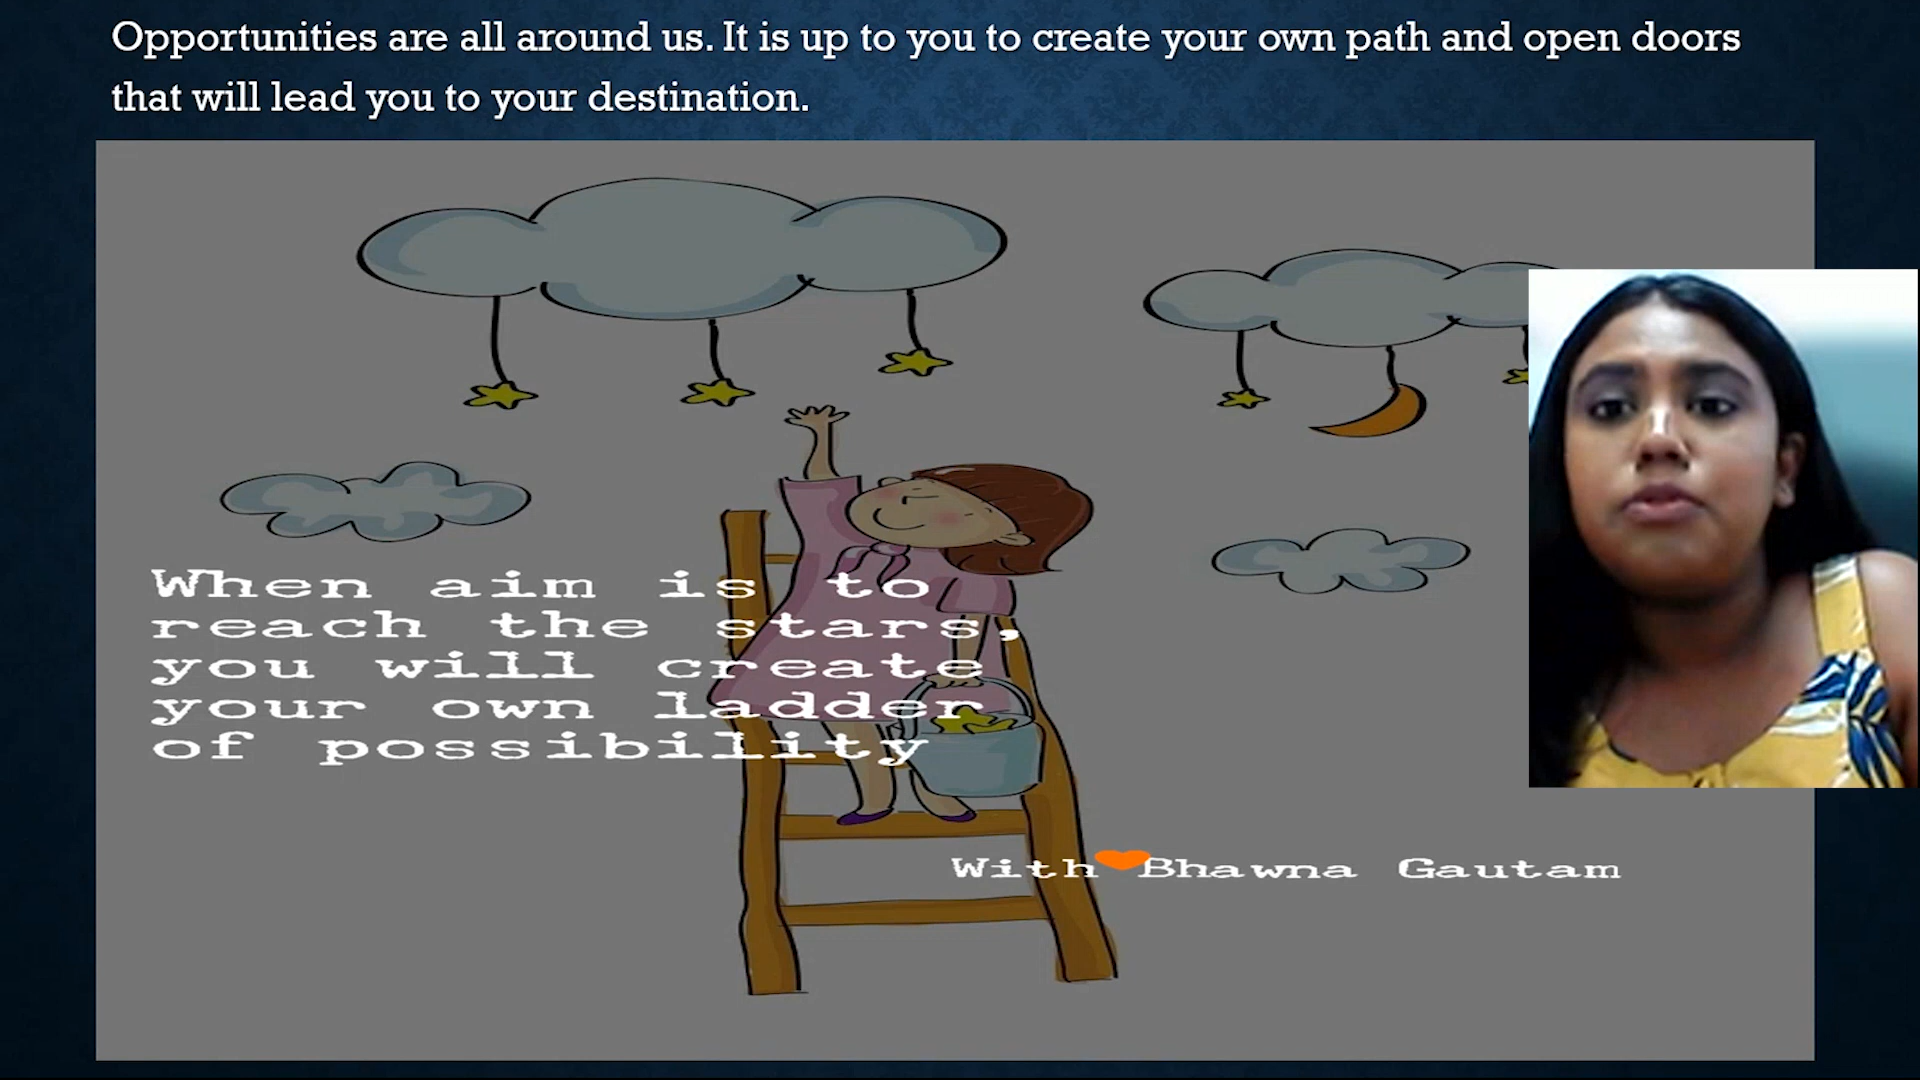 Opportunities are all around us. It is up to you to create your own path and open doors
that will lead you to your destination.
When aim is to
reach the stars,
you will create
your own ladder
of possibility
With Bhawna Gautam